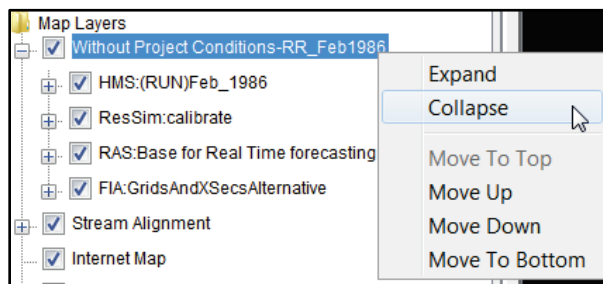 Map Layers
Without Project Conditions-RR_Feb1986
HMS:(RUN)Feb_1986
ResSim:calibrate
RAS:Base for Real Time forecasting
FIA:GridsAndXSecsAlternative
Stream Alignment
Internet Map
Expand
Collapse
Move To Top
Move Up
Move Down
Move To Bottom